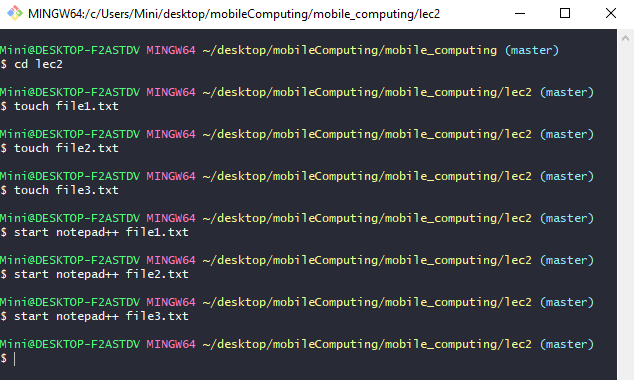 MINGW64:/c/Users/Mini/desktop/mobileComputing/mobile_computing/lec2
Mini@DESKTOP-F2ASTDV MINGW64 ~/desktop/mobileComputing/mobile_computing (master)
$ cd lec2
Mini@DESKTOP-F2ASTDV MINGW64 ~/desktop/mobileComputing/mobile_computing/lec2 (master)
$ touch file1.txt
Mini@DESKTOP-F2ASTDV MINGW64 ~/desktop/mobileComputing/mobile_computing/lec2 (master)
$ touch file2.txt
Mini@DESKTOP-F2ASTDV MINGW64 ~/desktop/mobileComputing/mobile_computing/lec2 (master)
$ touch file3.txt
Mini@DESKTOP-F2ASTDV MINGW64 ~/desktop/mobileComputing/mobile_computing/lec2 (master)
$ start notepad++ file1.txt
Mini@DESKTOP-F2ASTDV MINGW64 ~/desktop/mobileComputing/mobile_computing/lec2 (master)
$ start notepad++ file2.txt
Mini@DESKTOP-F2ASTDV MINGW64 ~/desktop/mobileComputing/mobile_computing/lec2 (master)
$ start notepad++ file3.txt
Mini@DESKTOP-F2ASTDV MINGW64 ~/desktop/mobileComputing/mobile_computing/lec2 (master)
$